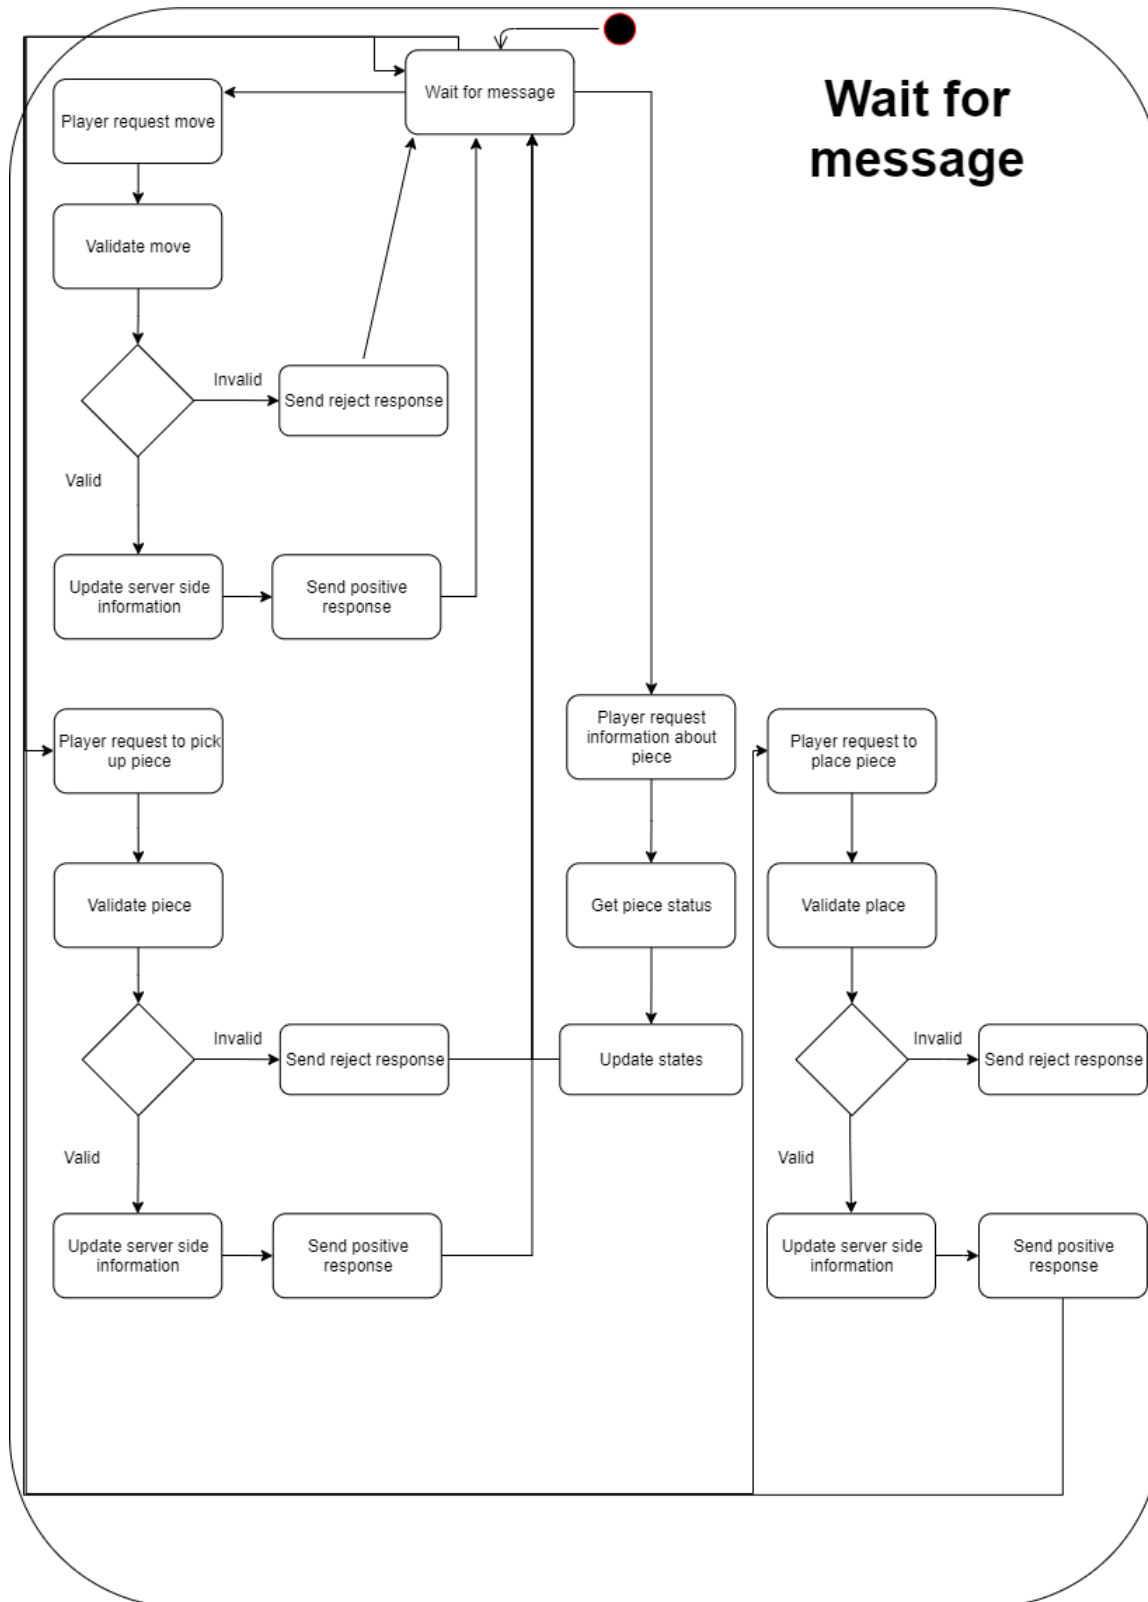 Wait for
message
Wait for message
Player request move
Validate move
Invalid
Send reject response
Valid
Update server side
information
Send positive
response
Player request to pick
up piece
Validate piece
Invalid
Send reject response
Valid
Update server side
information
Send positive
response
Player request
information about
piece
Get piece status
Update states
Player request to
place piece
Validate place
Invalid
Send reject response
Valid
Update server side
information
Send positive
response